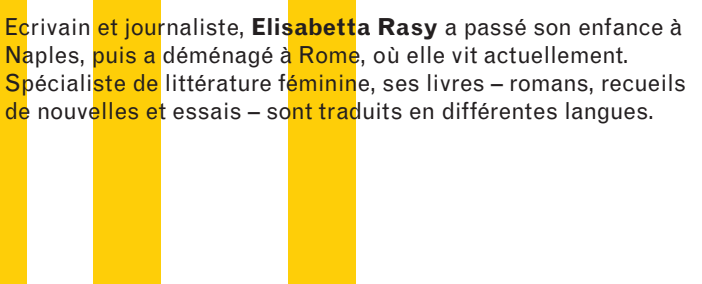 Ecrivain et journaliste, Elisabetta Rasy a passé son enfance à
Naples, puis a déménagé à Rome, où elle vit actuellement.
Spécialiste de littérature féminine, ses livres – romans, recueils
de nouvelles et essais – sont traduits en différentes langues.